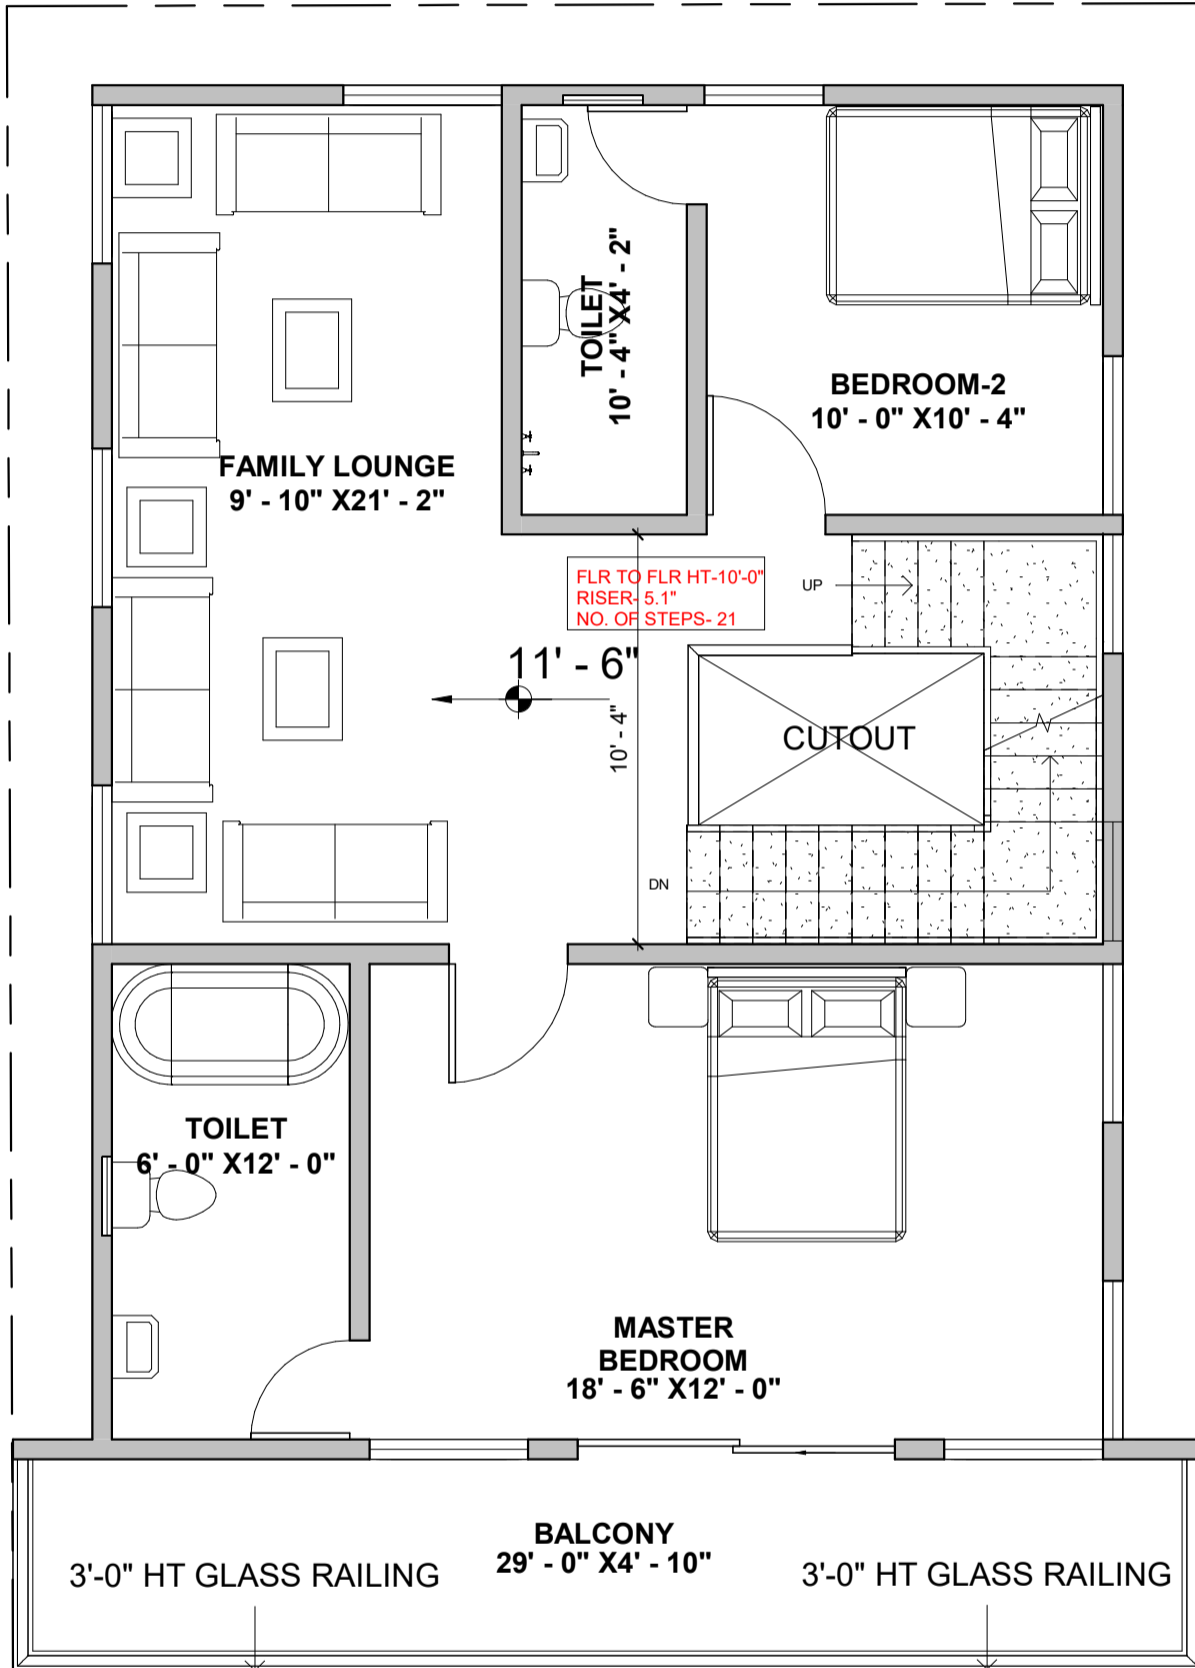 TOILET
10' - 4" X4' - 2"
BEDROOM-2
10' - 0" X10' - 4"
FAMILY LOUNGE
9' - 10" X21' - 2"
FLR TO FLR HT-10'-0"
RISER- 5.1"
NO. OF STEPS- 21
UP
11' - 6"
10' - 4"
CUTOUT
DN
TOILET
6' - 0" X12' - 0"
MASTER
BEDROOM
18' - 6" X12' - 0"
BALCONY
29' - 0" X4' - 10"
3'-0" HT GLASS RAILING
3'-0" HT GLASS RAILING